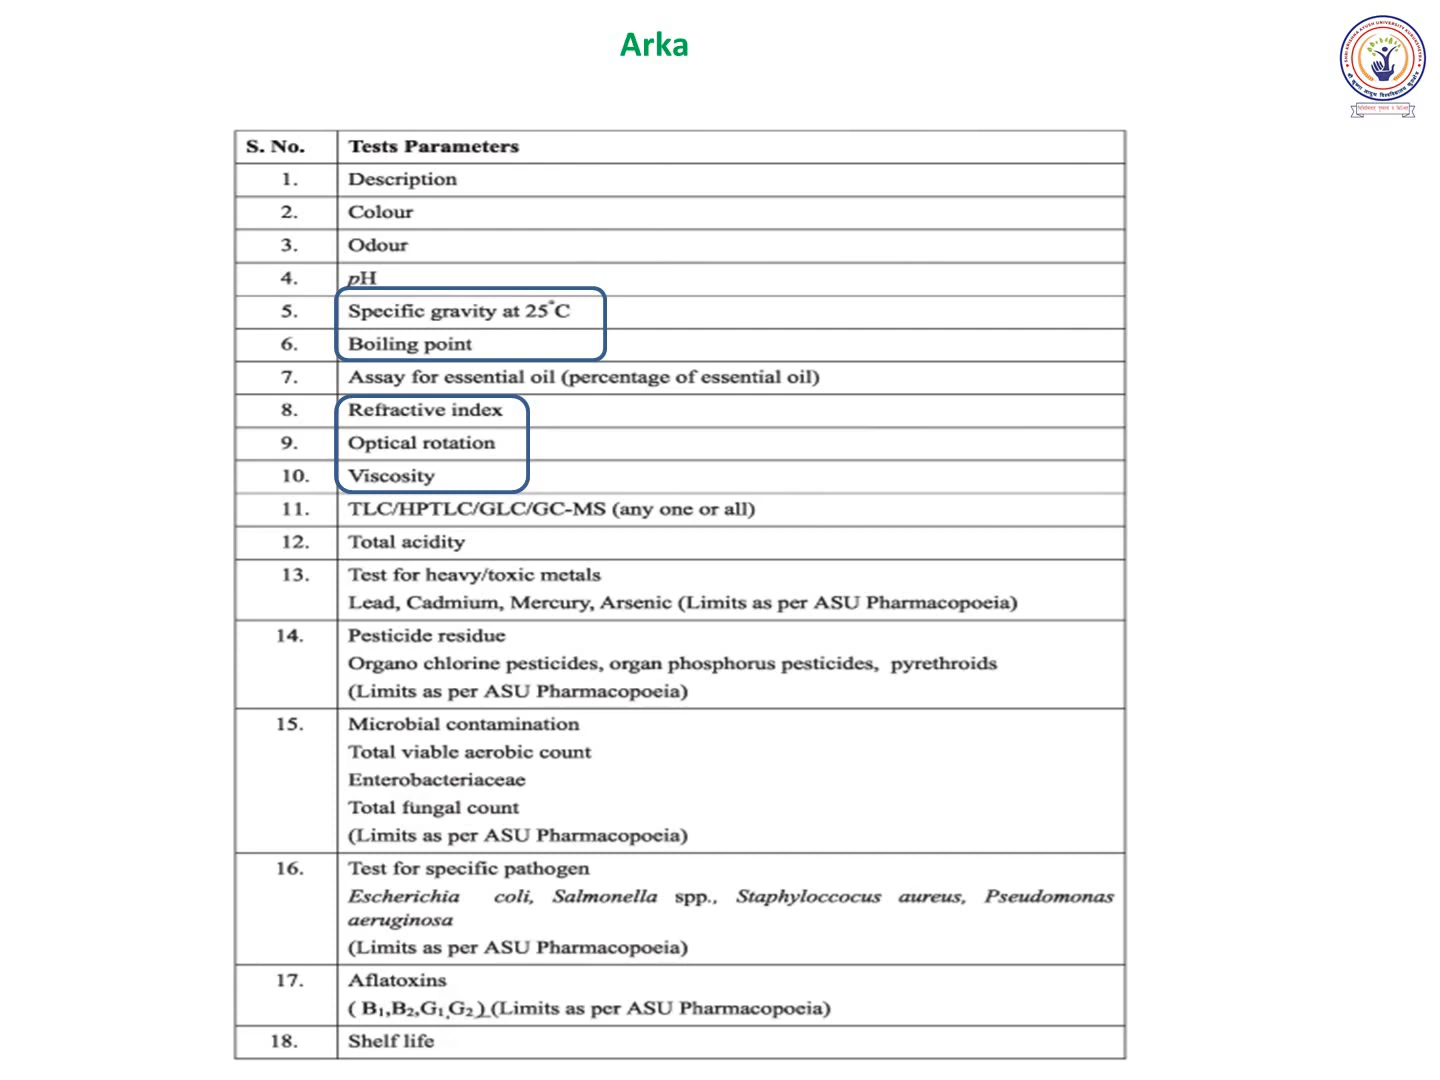 Arka
SHRI KRISHNA AYUSH UNIVERSITY KURUKSHETRA
S. No. Tests Parameters
1. Description
2. Colour
3. Odour
4. pH
5. Specific gravity at 25°C
6. Boiling point
7. Assay for essential oil (percentage of essential oil)
8. Refractive index
9. Optical rotation
10. Viscosity
11. TLC/HPTLC/GLC/GC-MS (any one or all)
12. Total acidity
13. Test for heavy/toxic metals
Lead, Cadmium, Mercury, Arsenic (Limits as per ASU Pharmacopoeia)
14. Pesticide residue
Organo chlorine pesticides, organ phosphorus pesticides, pyrethroids
(Limits as per ASU Pharmacopoeia)
15. Microbial contamination
Total viable aerobic count
Enterobacteriaceae
Total fungal count
(Limits as per ASU Pharmacopoeia)
16. Test for specific pathogen
Escherichia coli, Salmonella spp., Staphyloccocus aureus, Pseudomonas
aeruginosa
(Limits as per ASU Pharmacopoeia)
17. Aflatoxins
( B₁,B₂,G₁,G₂ ) (Limits as per ASU Pharmacopoeia)
18. Shelf life